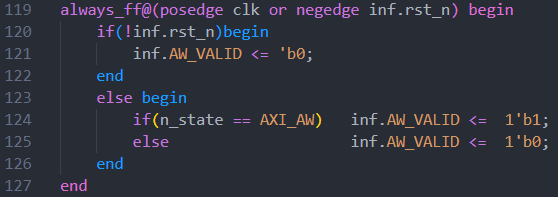 119 always_ff@(posedge clk or negedge inf.rst_n) begin
120     if(!inf.rst_n)begin
121         inf.AW_VALID <= 'b0;
122     end
123     else begin
124         if(n_state == AXI_AW)   inf.AW_VALID <=  1'b1;
125         else                    inf.AW_VALID <=  1'b0;
126     end
127 end